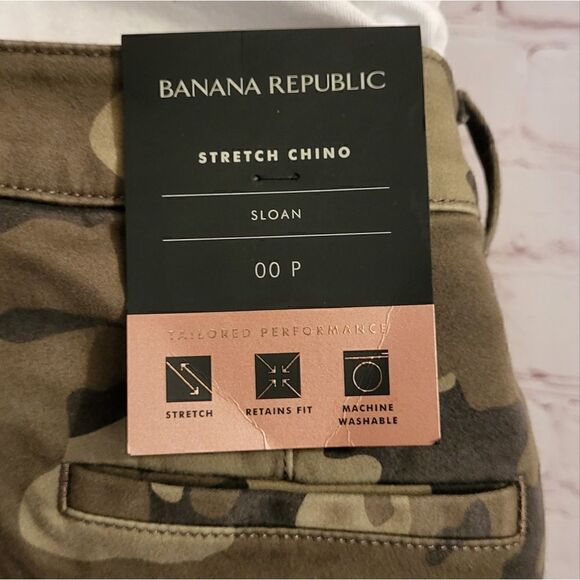 BANANA REPUBLIC
STRETCH CHINO
SLOAN
00 P
TAILORED PERFORMANCE
STRETCH
RETAINS FIT
MACHINE
WASHABLE